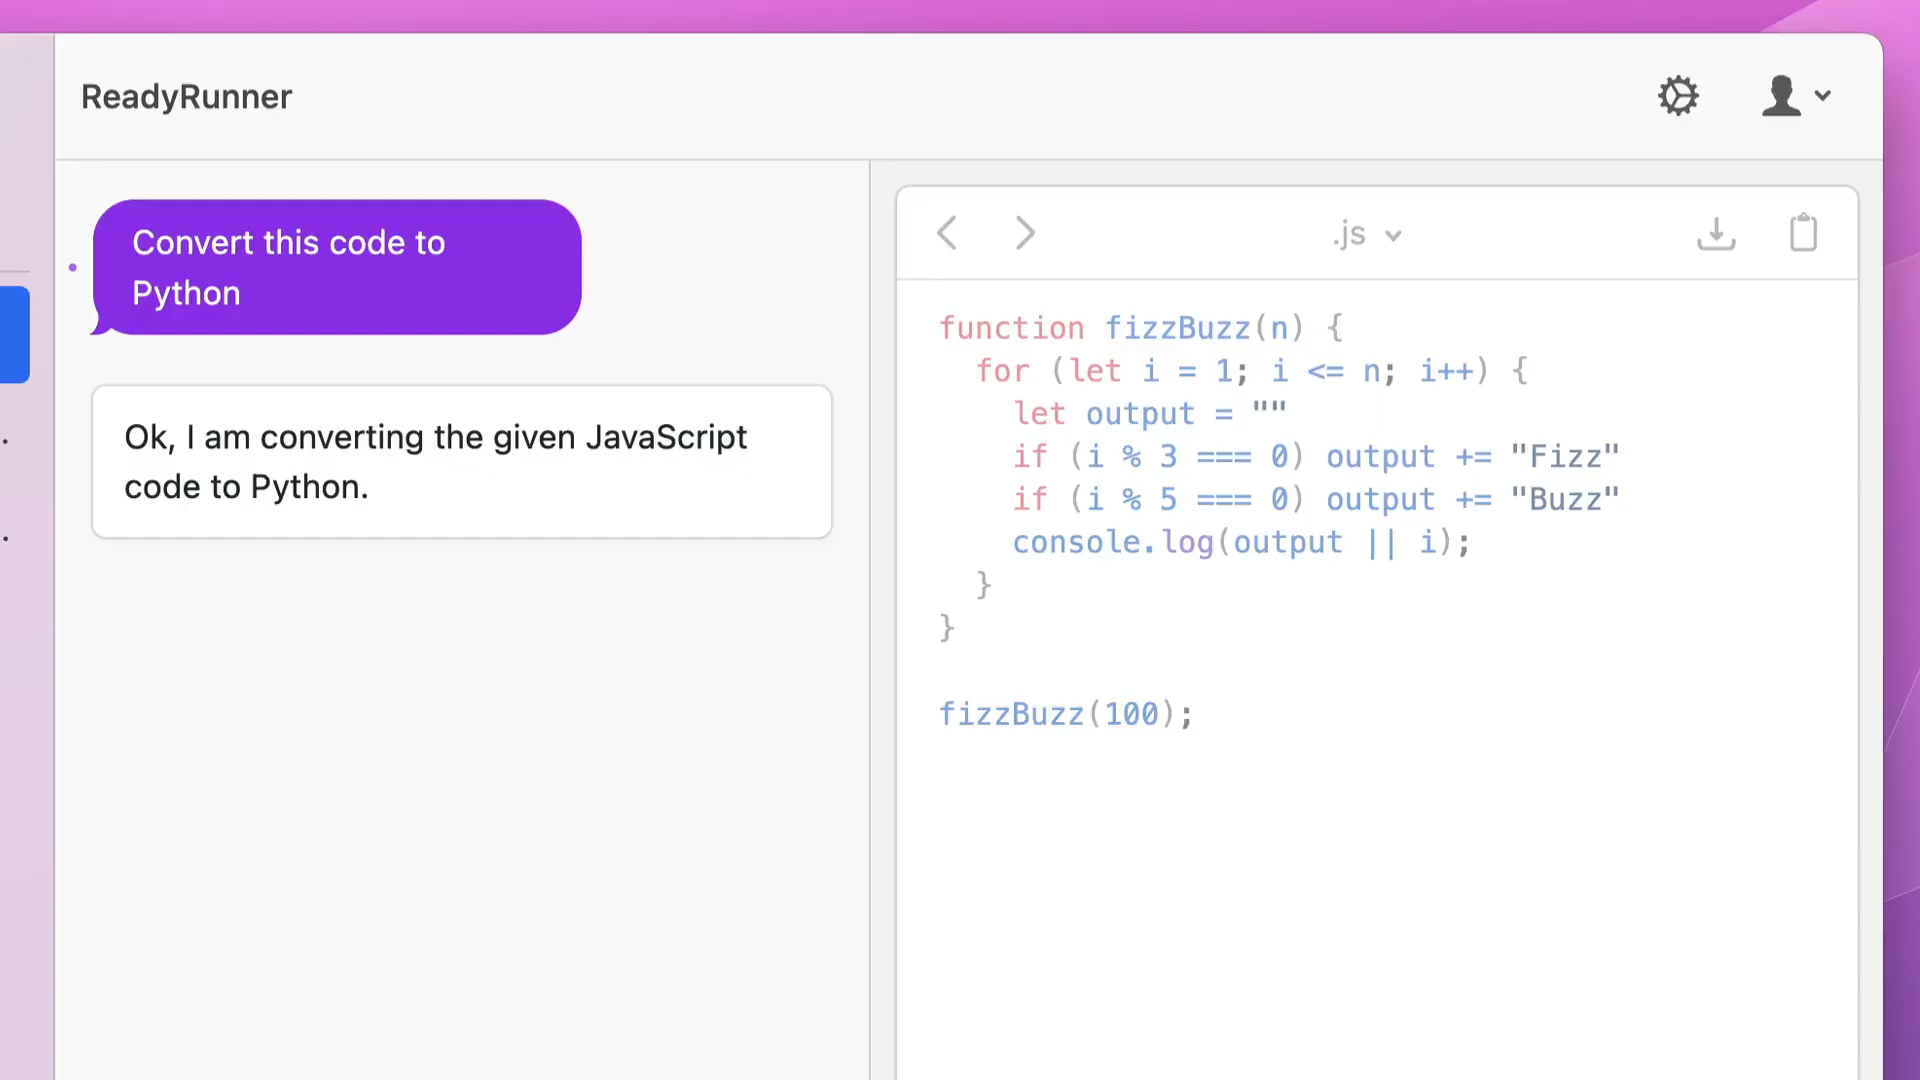 ReadyRunner
Convert this code to
Python
Ok, I am converting the given JavaScript
code to Python.
.js
function fizzBuzz(n) {
  for (let i = 1; i <= n; i++) {
    let output = ""
    if (i % 3 === 0) output += "Fizz"
    if (i % 5 === 0) output += "Buzz"
    console.log(output || i);
  }
}
fizzBuzz(100);